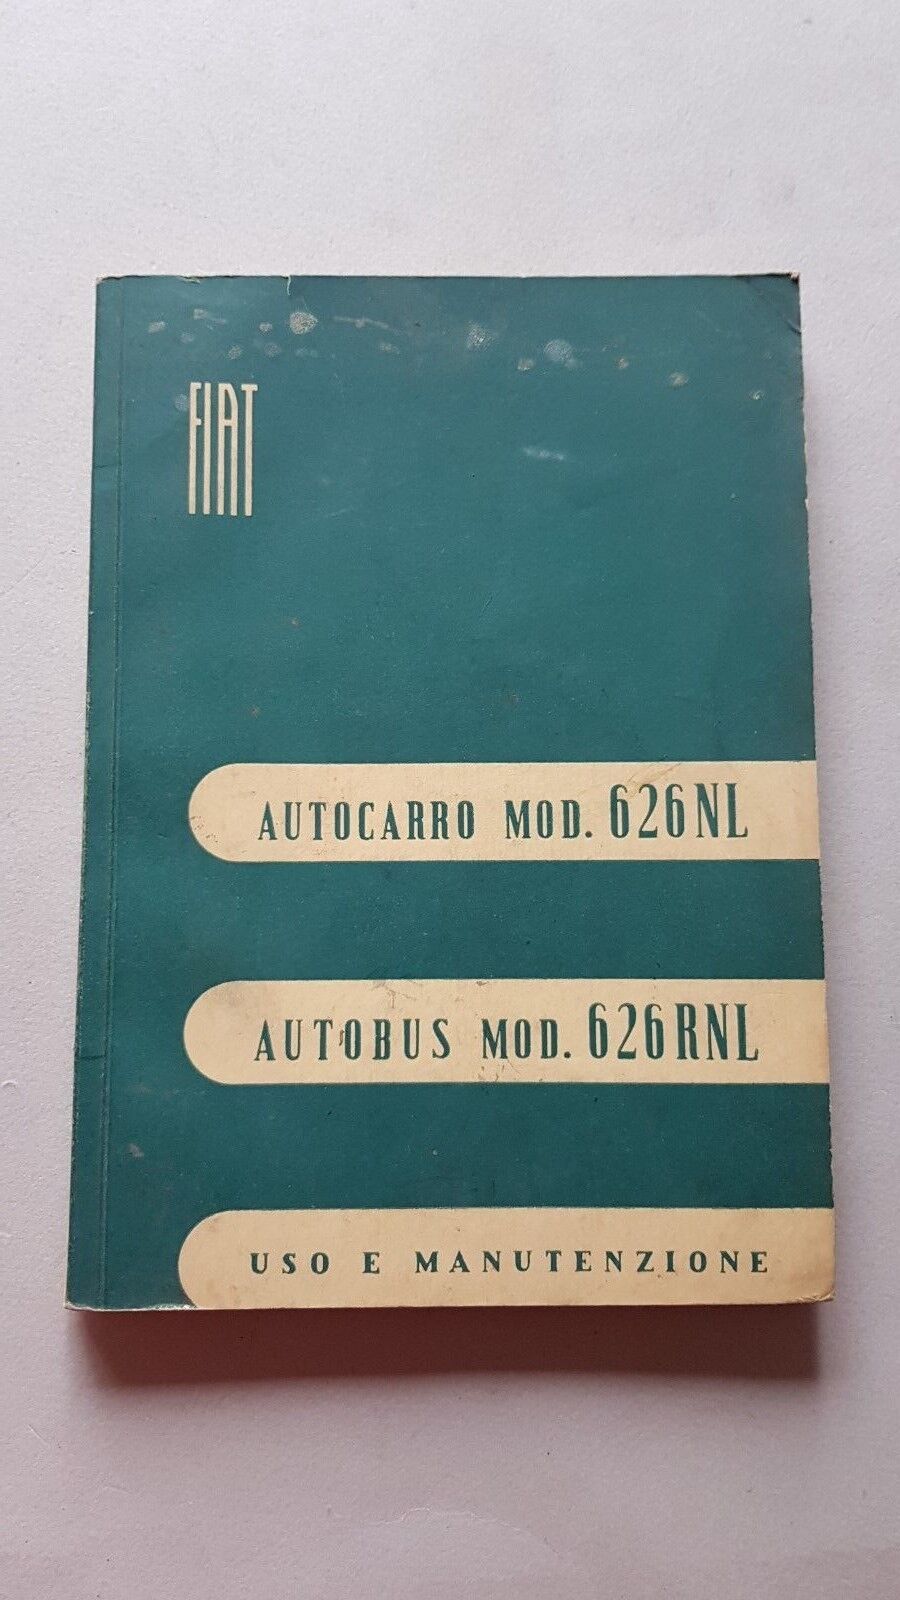 FIAT
AUTOCARRO MOD. 626NL
AUTOBUS MOD. 626RNL
USO E MANUTENZIONE